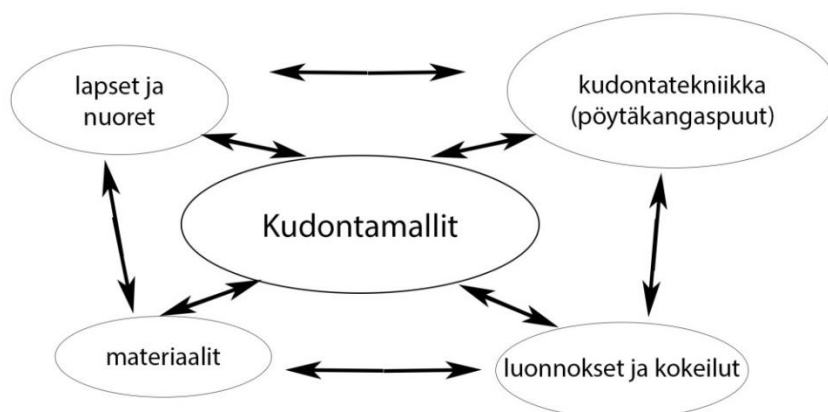 lapset ja
nuoret
kudontatekniikka
(pöytäkangaspuut)
Kudontamallit
materiaalit
luonnokset ja kokeilut